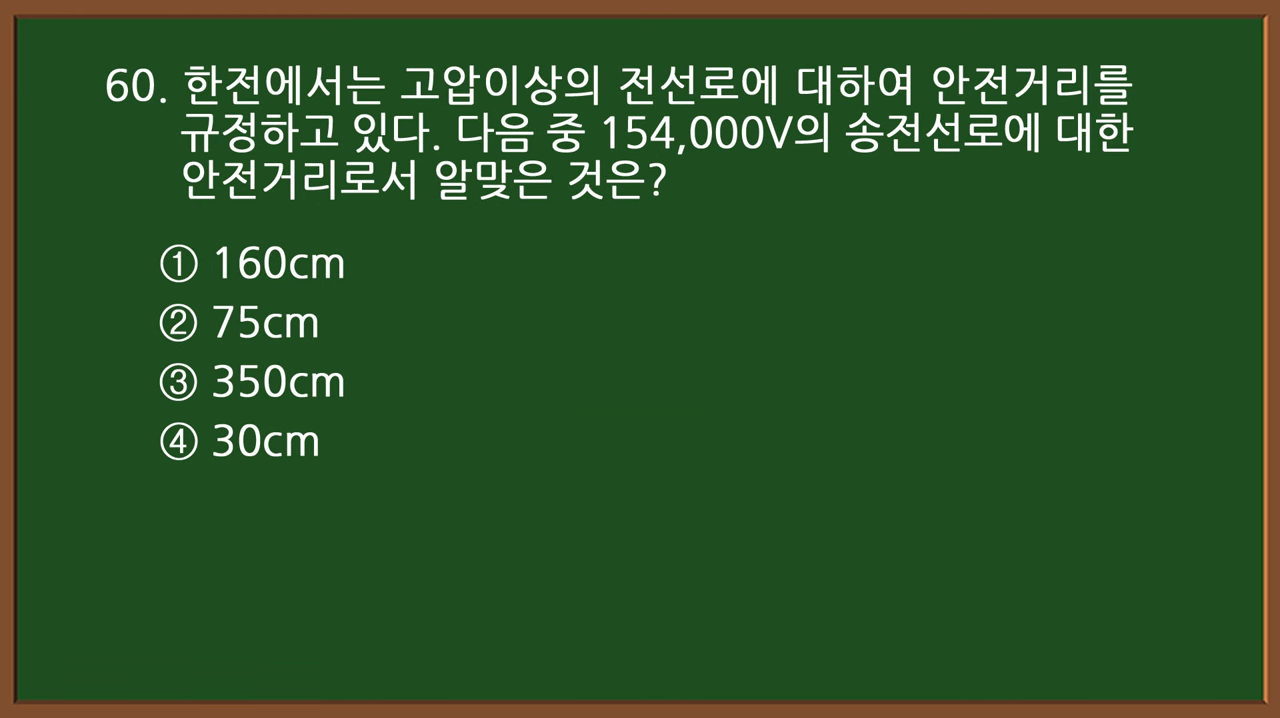 60. 한전에서는 고압이상의 전선로에 대하여 안전거리를
규정하고 있다. 다음 중 154,000V의 송전선로에 대한
안전거리로서 알맞은 것은?
① 160cm
② 75cm
③ 350cm
④ 30cm